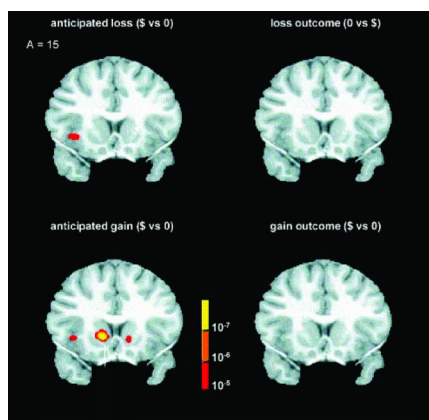 anticipated loss ($ vs 0)
loss outcome (0 vs $)
A = 15
anticipated gain ($ vs 0)
gain outcome ($ vs 0)
10-7
10-6
10-5